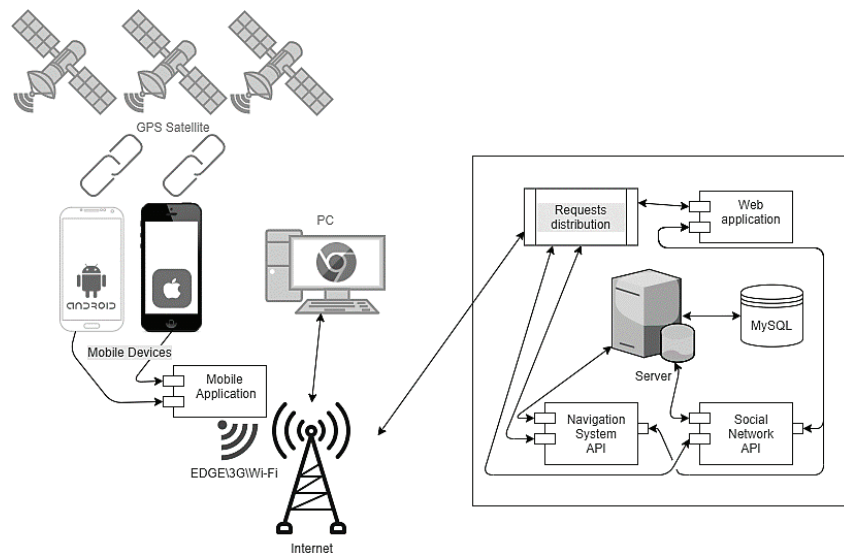 GPS Satellite
PC
ANDROID
Mobile Devices
Mobile
Application
EDGE\3G\Wi-Fi
Internet
Requests
distribution
Web
application
MySQL
Server
Navigation
System
API
Social
Network
API